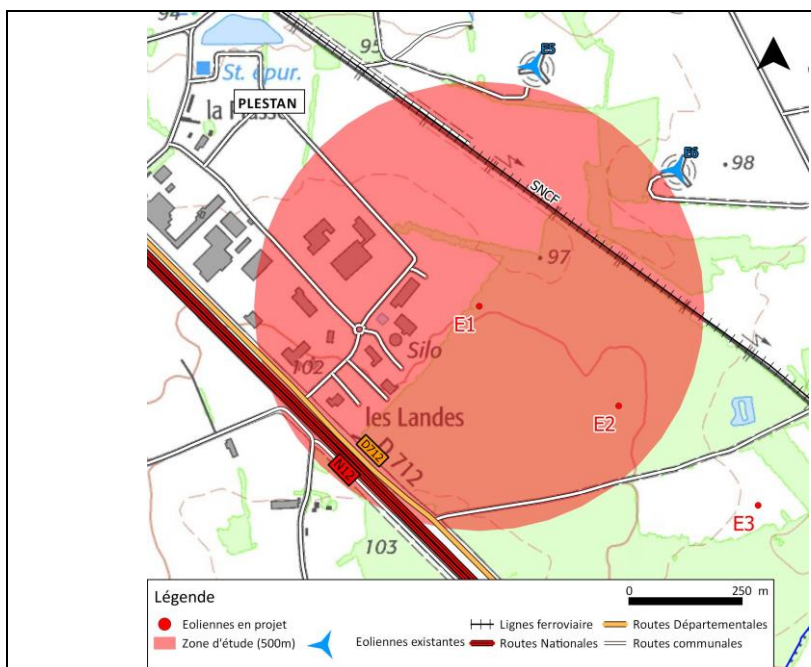 94
95
E5
St. épur.
PLESTAN
E6
98
SNCF
97
E1
Silo
102
E2
les Landes
D 712
D712
N12
E3
103
Légende
0 250 m
Eoliennes en projet
Lignes ferroviaire
Routes Départementales
Zone d'étude (500m)
Eoliennes existantes
Routes Nationales
Routes communales